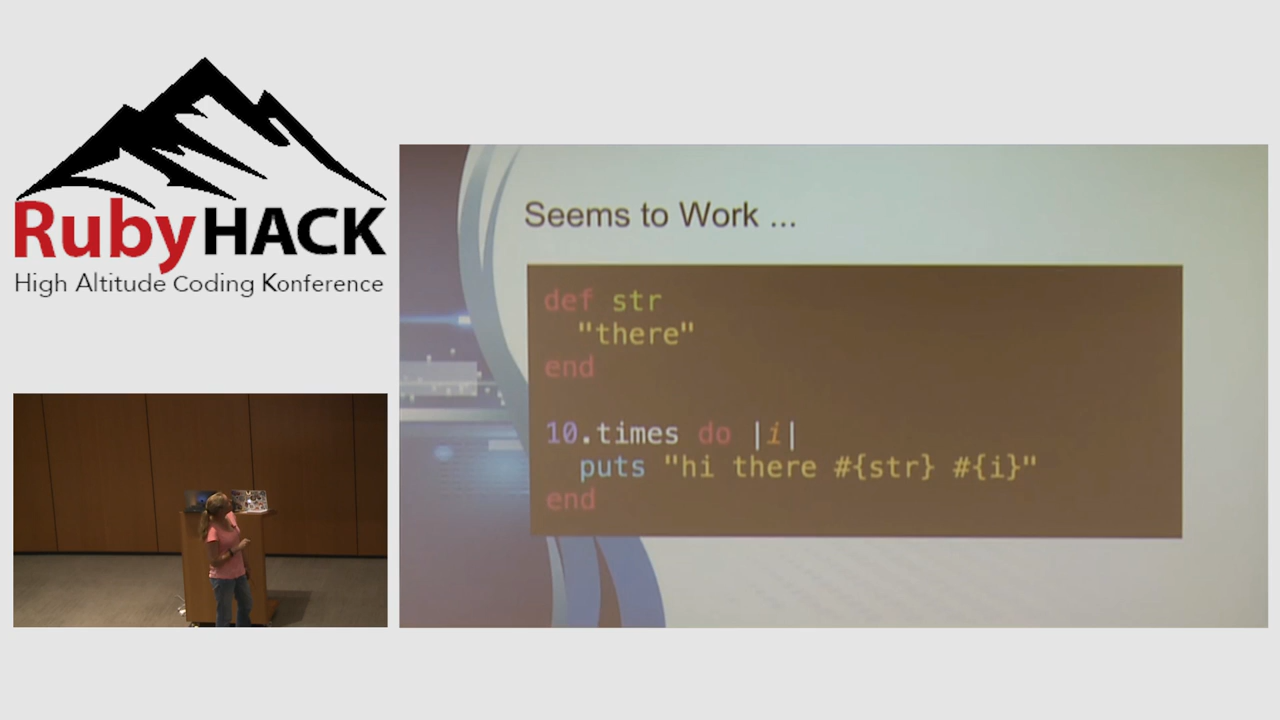 RubyHACK
High Altitude Coding Konference
Seems to Work ...
def str
  "there"
end
10.times do |i|
  puts "hi there #{str} #{i}"
end